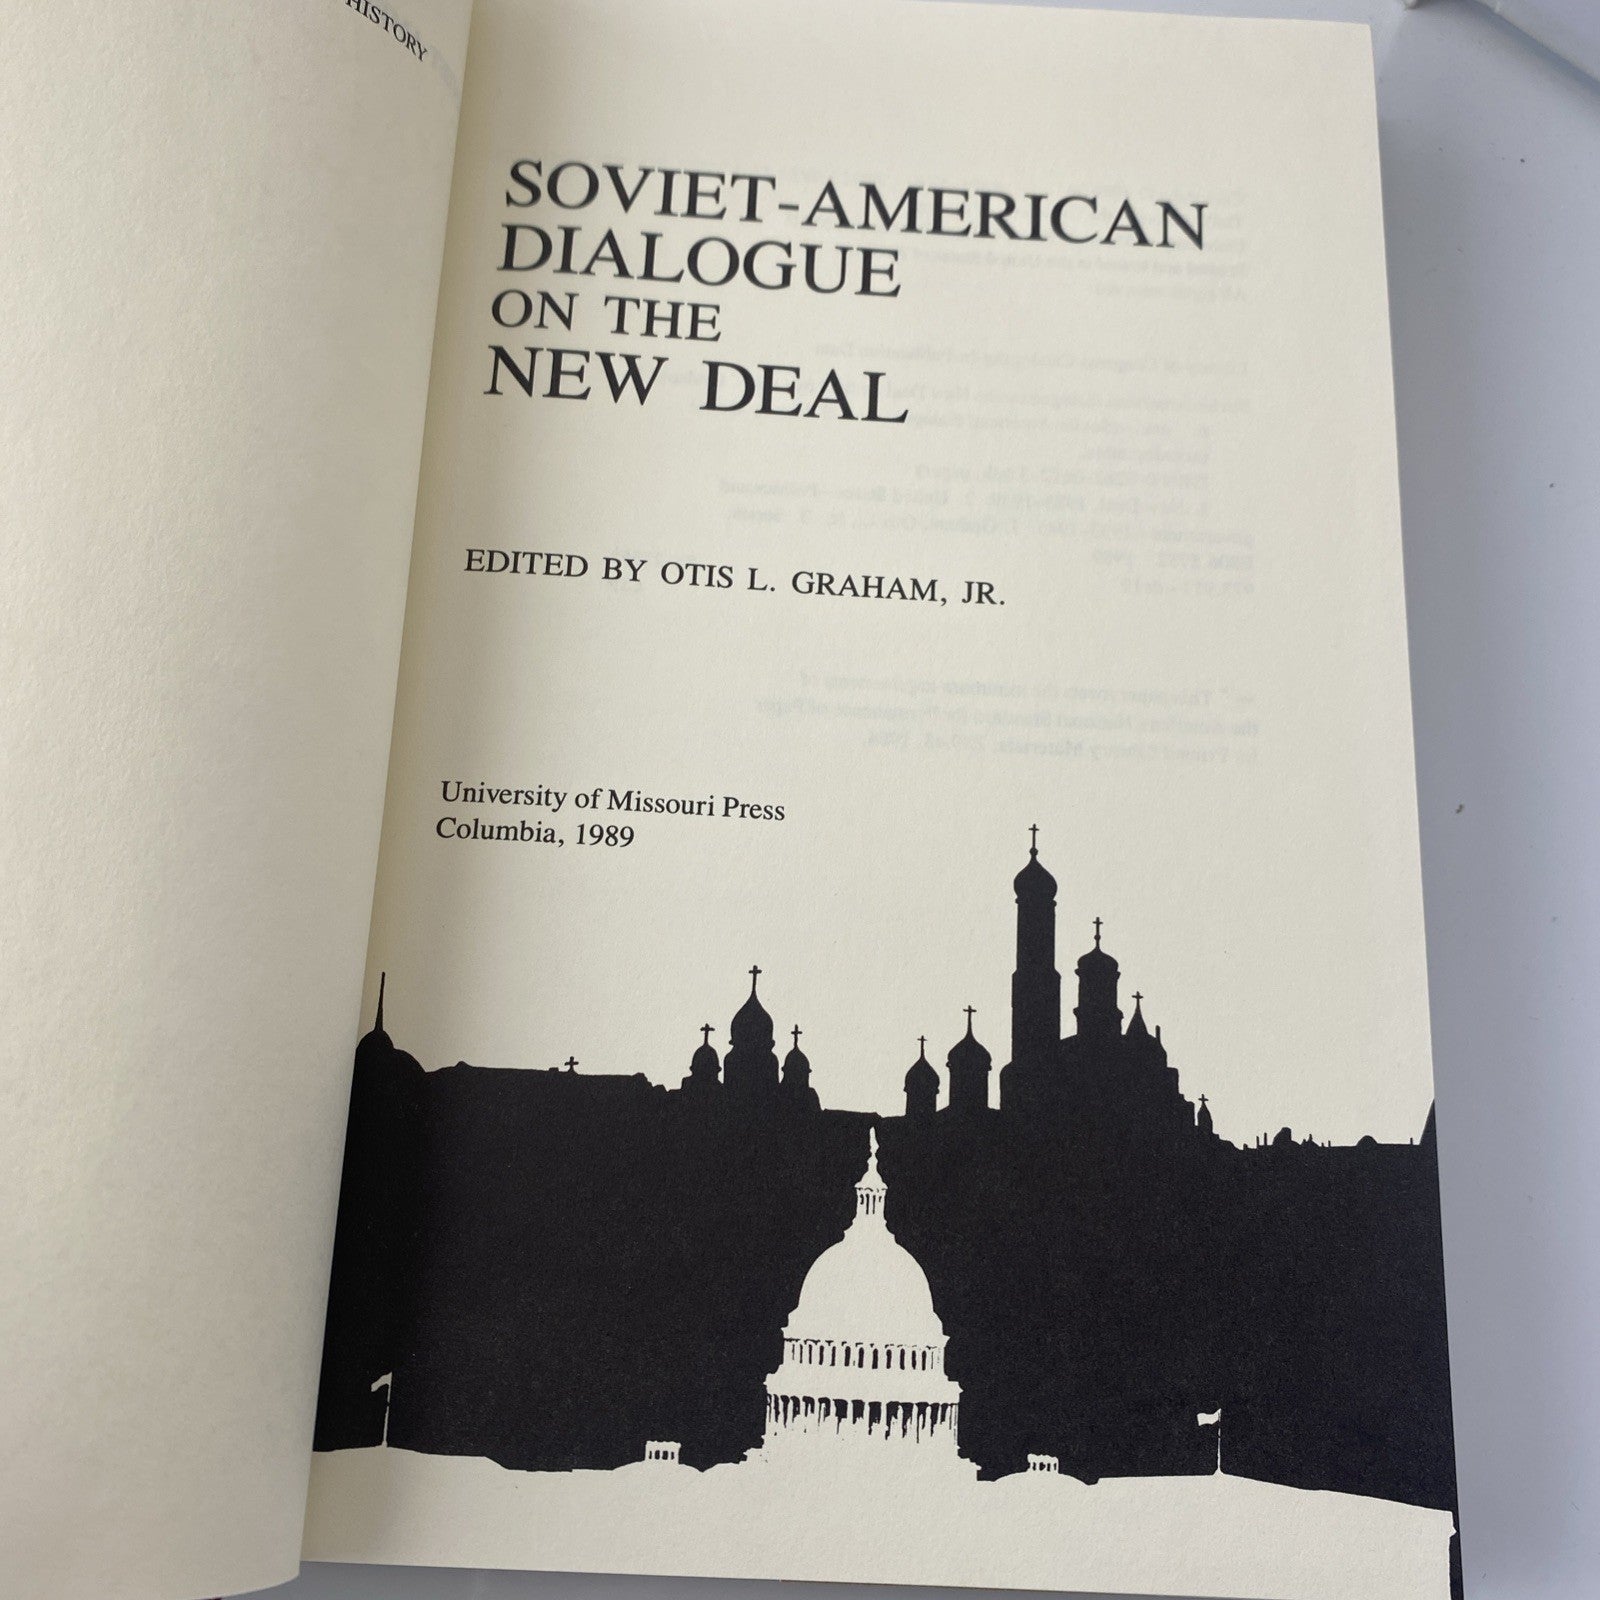 HISTORY
SOVIET-AMERICAN
DIALOGUE
ON THE
NEW DEAL
EDITED BY OTIS L. GRAHAM, JR.
University of Missouri Press
Columbia, 1989